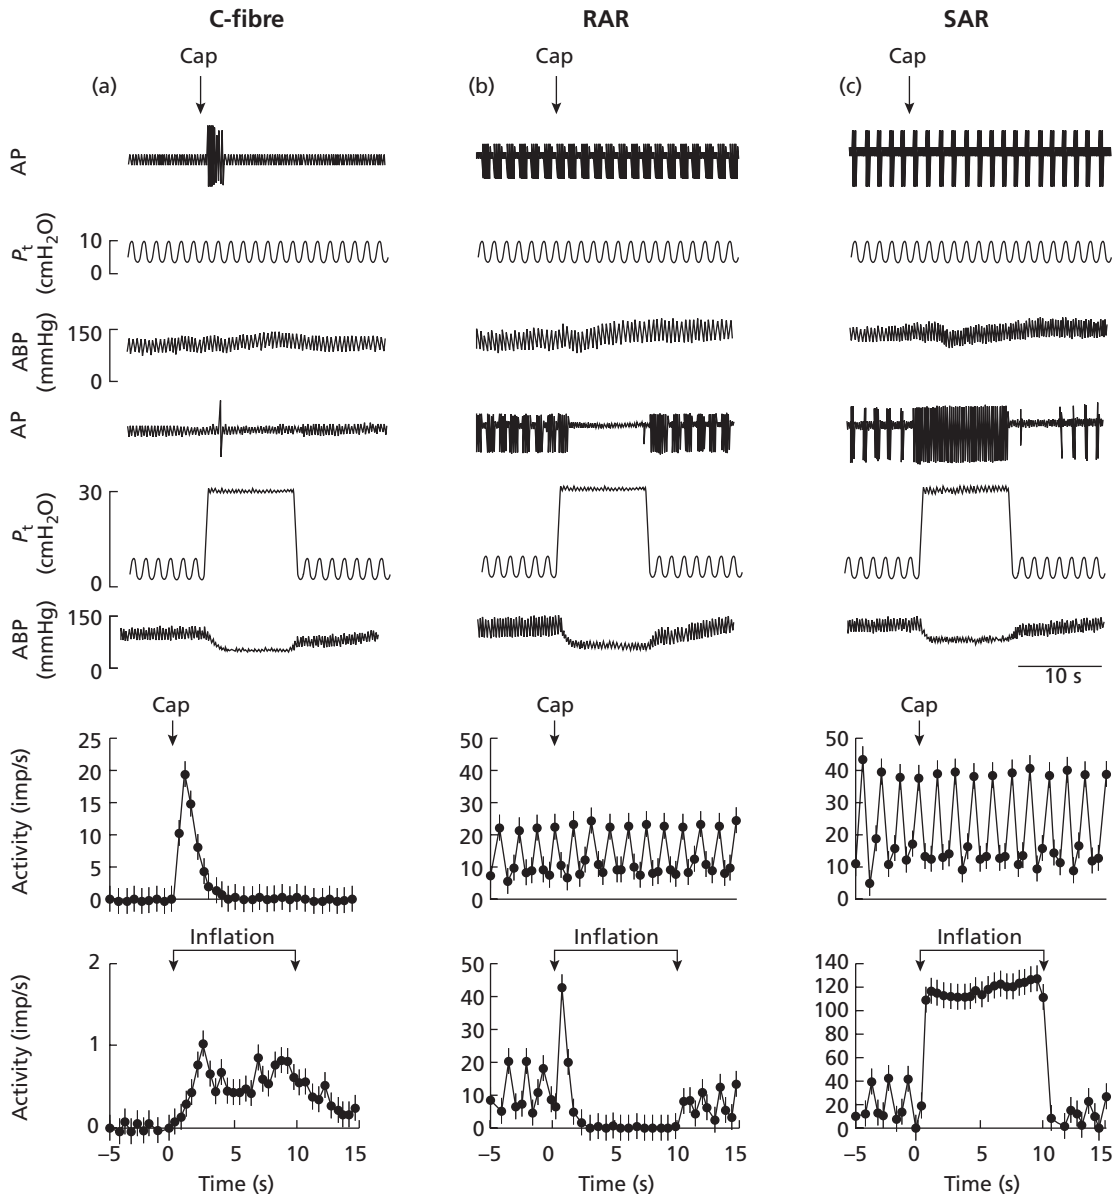 C-fibre RAR SAR
Cap Cap Cap
(a) (b) (c)
AP
Pt
(cmH2O)
10
0
ABP
(mmHg)
150
0
AP
Pt
(cmH2O)
30
0
ABP
(mmHg)
150
0
10 s
Cap Cap Cap
Activity (imp/s)
25
20
15
10
5
0
50
40
30
20
10
0
50
40
30
20
10
0
Inflation Inflation Inflation
Activity (imp/s)
2
1
0
50
40
30
20
10
0
140
120
100
80
60
40
20
0
–5 0 5 10 15 –5 0 5 10 15 –5 0 5 10 15
Time (s) Time (s) Time (s)